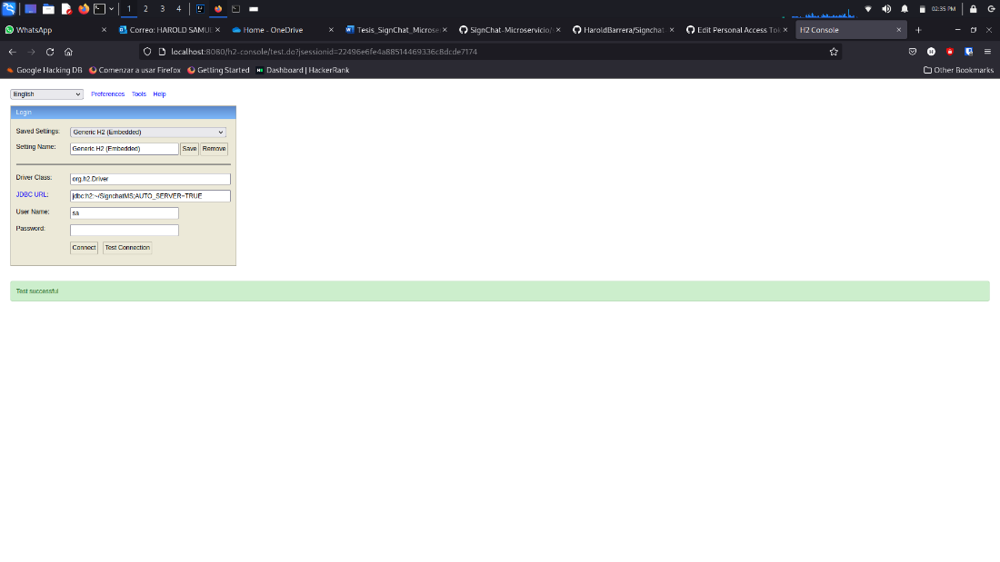 1 2 3 4 02:35 PM
WhatsApp Correo: HAROLD SAMUE Home - OneDrive Tesis_SignChat_Microse SignChat-Microservicio/ HaroldBarrera/Signchat Edit Personal Access Tok H2 Console
localhost:8080/h2-console/test.do?jsessionid=22496e6fe4a88514469336c8dcde7174
Google Hacking DB Comenzar a usar Firefox Getting Started Dashboard | HackerRank Other Bookmarks
English Preferences Tools Help
Login
Saved Settings: Generic H2 (Embedded)
Setting Name: Generic H2 (Embedded) Save Remove
Driver Class: org.h2.Driver
JDBC URL: jdbc:h2:~/SignchatMS;AUTO_SERVER=TRUE
User Name: sa
Password:
Connect Test Connection
Test successful